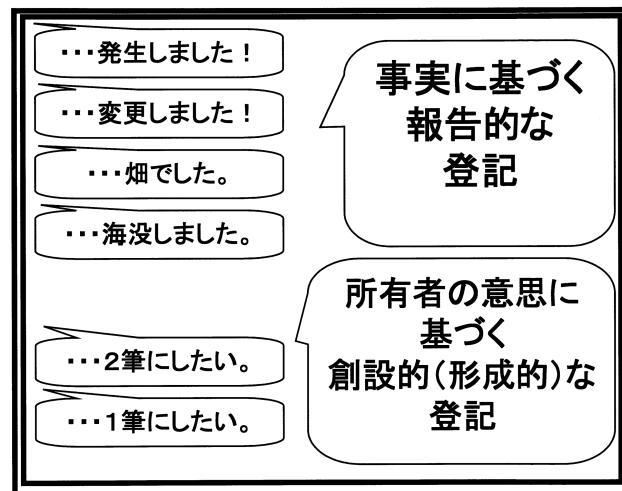 ・・・発生しました！
・・・変更しました！
・・・畑でした。
・・・海没しました。
事実に基づく
報告的な
登記
・・・２筆にしたい。
・・・１筆にしたい。
所有者の意思に
基づく
創設的（形成的）な
登記